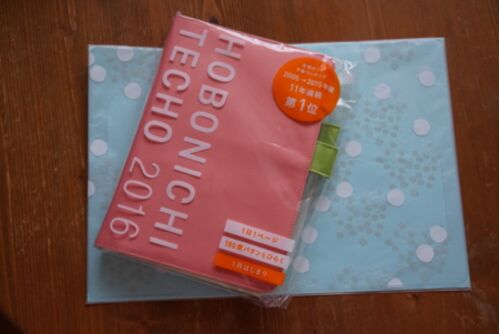 HOBONICHI
TECHO 2016
2005→2015年版
11年連続
第1位
1日1ページ
180度パタンとひらく
1月はじまり